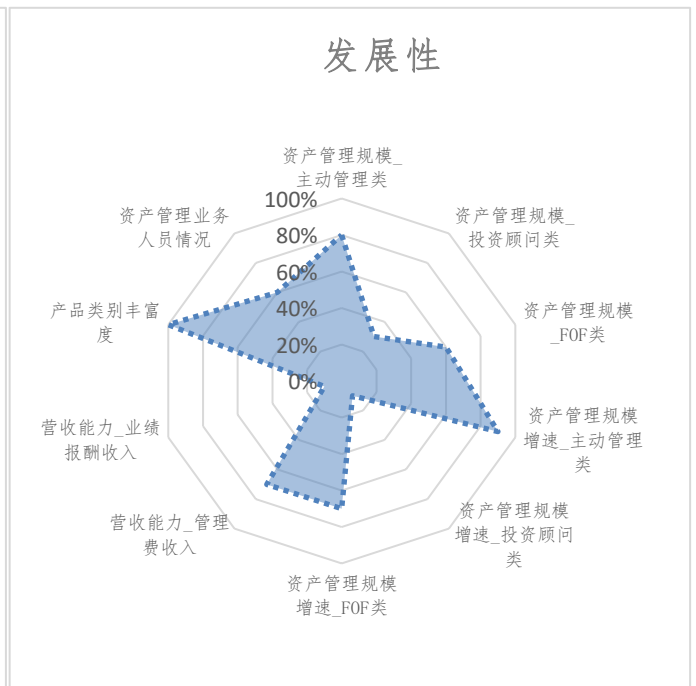 发展性
资产管理规模_
主动管理类
资产管理规模_
投资顾问类
资产管理规模
_FOF类
资产管理规模
增速_主动管理
类
资产管理规模
增速_投资顾问
类
资产管理规模
增速_FOF类
营收能力_管理
费收入
营收能力_业绩
报酬收入
产品类别丰富
度
资产管理业务
人员情况
100%
80%
60%
40%
20%
0%